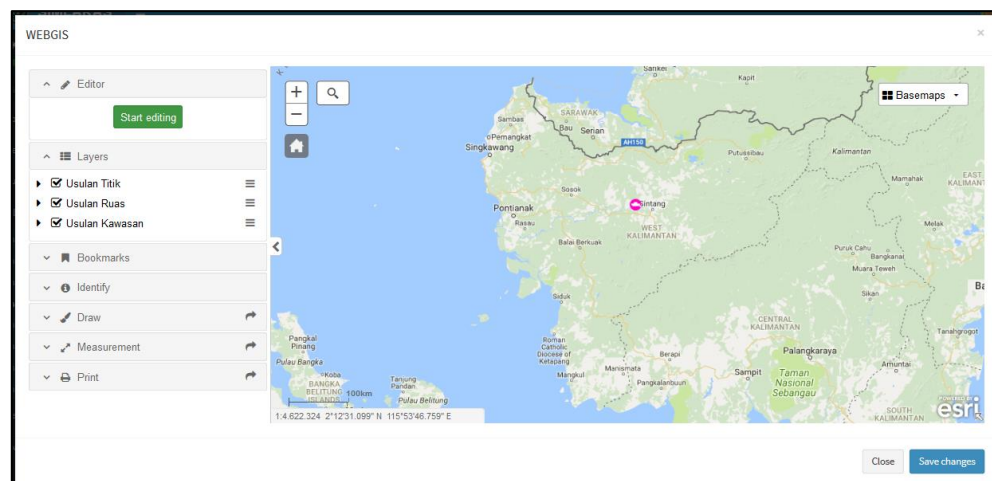 WEBGIS
×
Editor
Start editing
Layers
Usulan Titik
Usulan Ruas
Usulan Kawasan
Bookmarks
Identify
Draw
Measurement
Print
Basemaps
Kapit
SARAWAK
Sambas
Bau
Serian
Pemangkat
Singkawang
AH150
Putussibau
Kalimantan
Mamahak
EAST
KALIMANT
Sosok
Sintang
Pontianak
Rasau
WEST
KALIMANTAN
Melak
Balai Berkuak
Puruk Cahu
Bangkanai
Muara Teweh
Siduk
Sikan
Ba
CENTRAL
KALIMANTAN
Pangkal
Pinang
Roman
Catholic
Diocese of
Ketapang
Tanahgrogot
Pulau Bangka
Berapi
Palangkaraya
Amuntai
Koba
BANGKA
BELITUNG
ISLANDS
Tanjung
Pandan
Mangkul
Manismata
Pangkalanbuun
Sampit
Taman
Nasional
Sebangau
100km
Pulau Belitung
SOUTH
KALIMANTAN
POWERED BY
esri
1:4.622.324 2°12'31.099" N 115°53'46.759" E
Close
Save changes